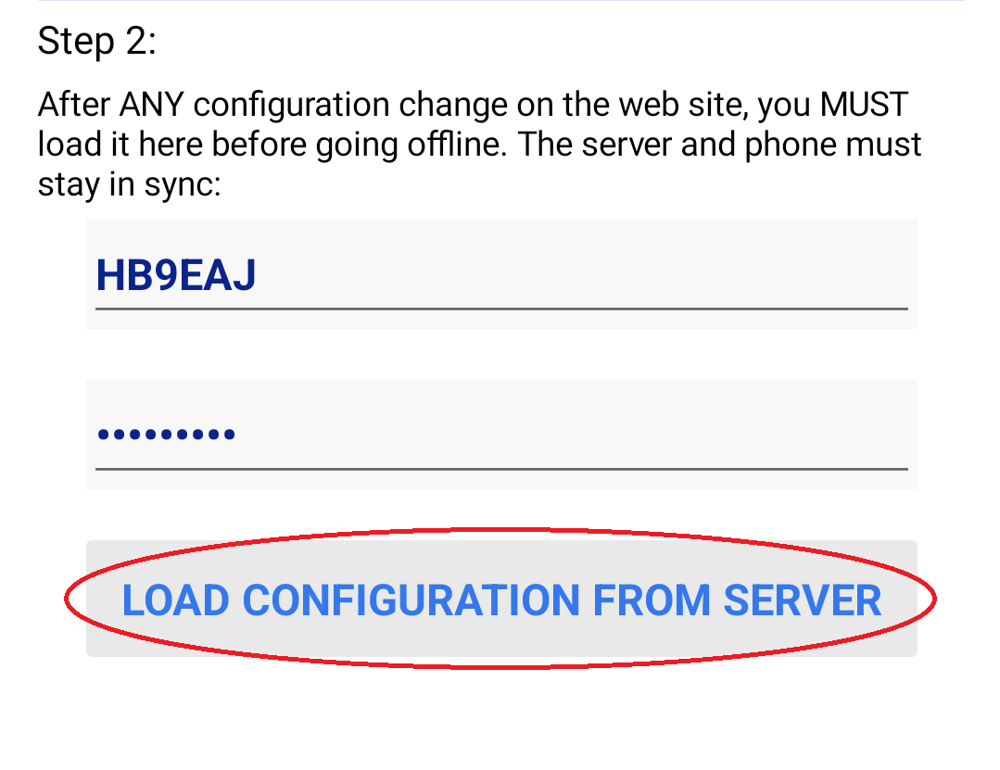 Step 2:
After ANY configuration change on the web site, you MUST
load it here before going offline. The server and phone must
stay in sync:
HB9EAJ
•••••••••
LOAD CONFIGURATION FROM SERVER